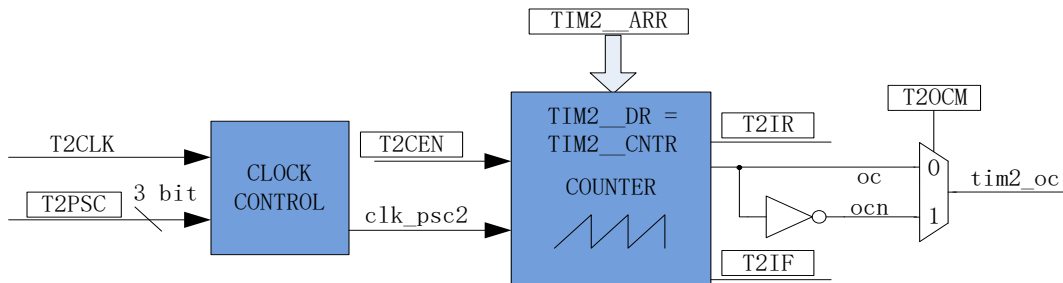 TIM2__ARR
T2CLK
T2PSC
3 bit
CLOCK
CONTROL
T2CEN
clk_psc2
TIM2__DR =
TIM2__CNTR
COUNTER
T2IR
T2IF
oc
ocn
T2OCM
0
1
tim2_oc